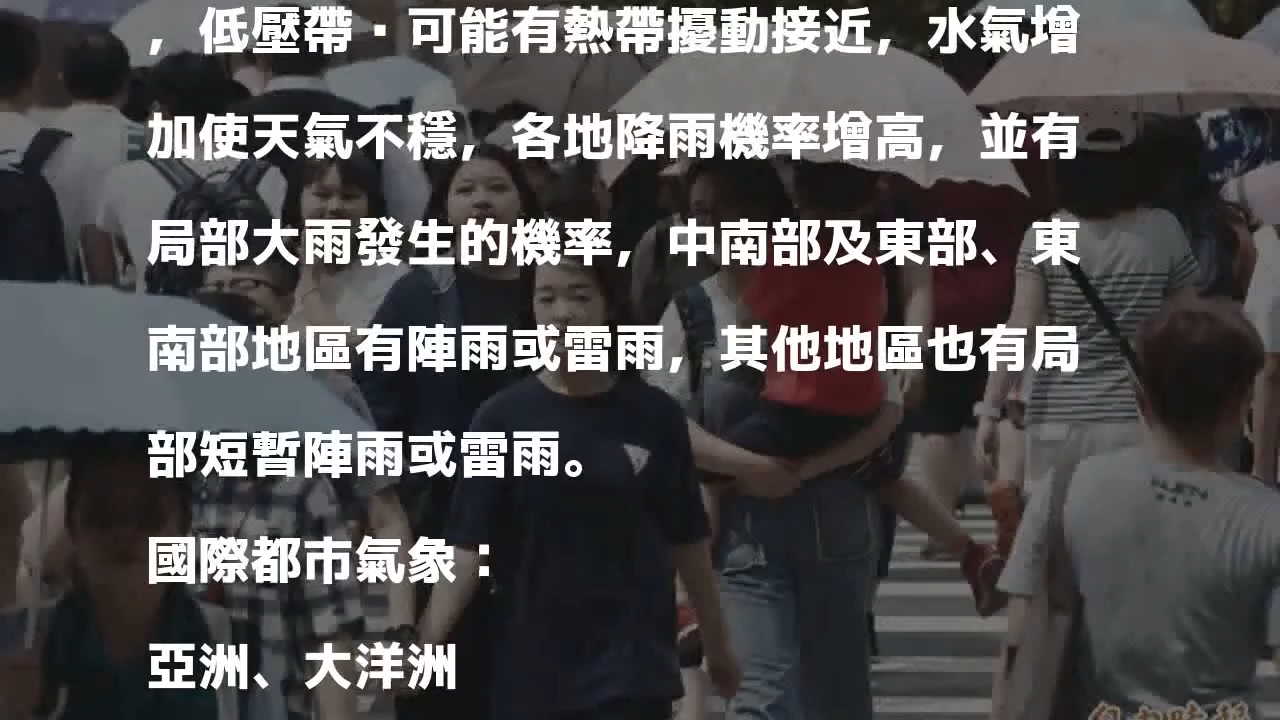 ，低壓帶・可能有熱帶擾動接近，水氣增
加使天氣不穩，各地降雨機率增高，並有
局部大雨發生的機率，中南部及東部、東
南部地區有陣雨或雷雨，其他地區也有局
部短暫陣雨或雷雨。
國際都市氣象：
亞洲、大洋洲